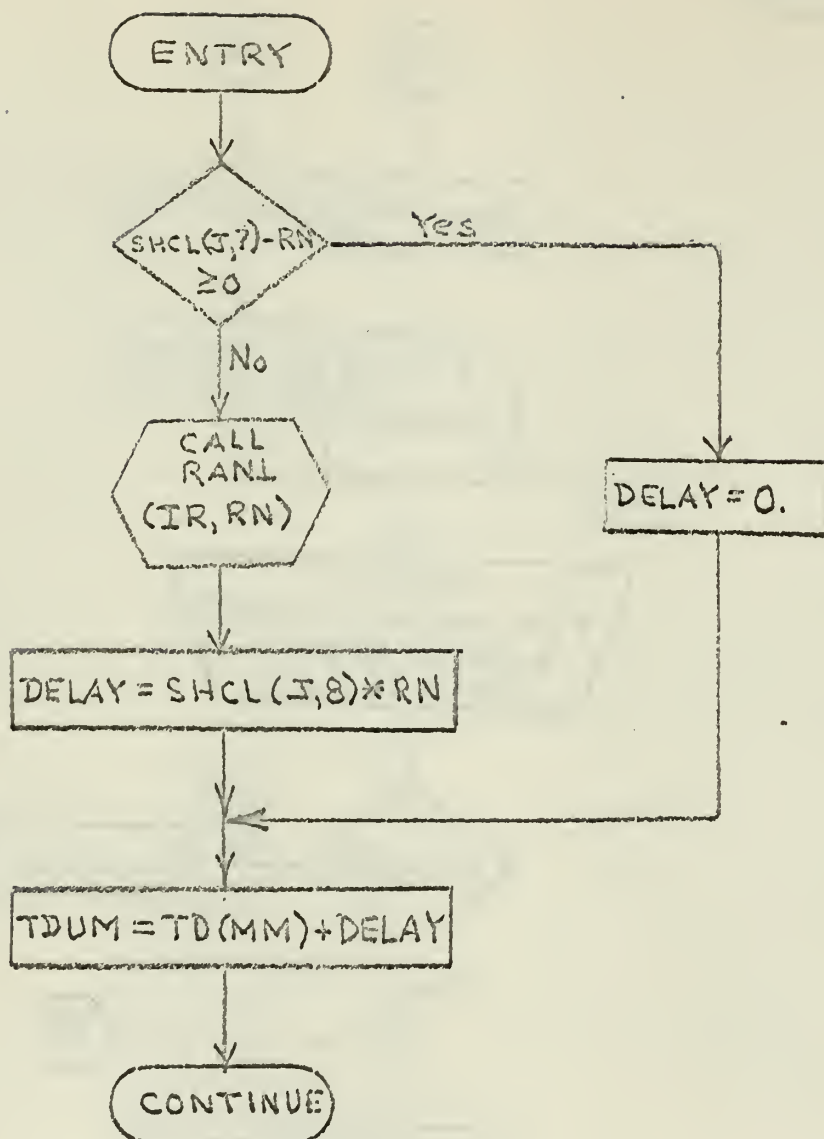 ENTRY
SHCL(J,7)-RN
≥0
Yes
No
CALL
RAN1
(IR, RN)
DELAY = 0.
DELAY = SHCL (J,8)*RN
TDUM = TD(MM)+DELAY
CONTINUE